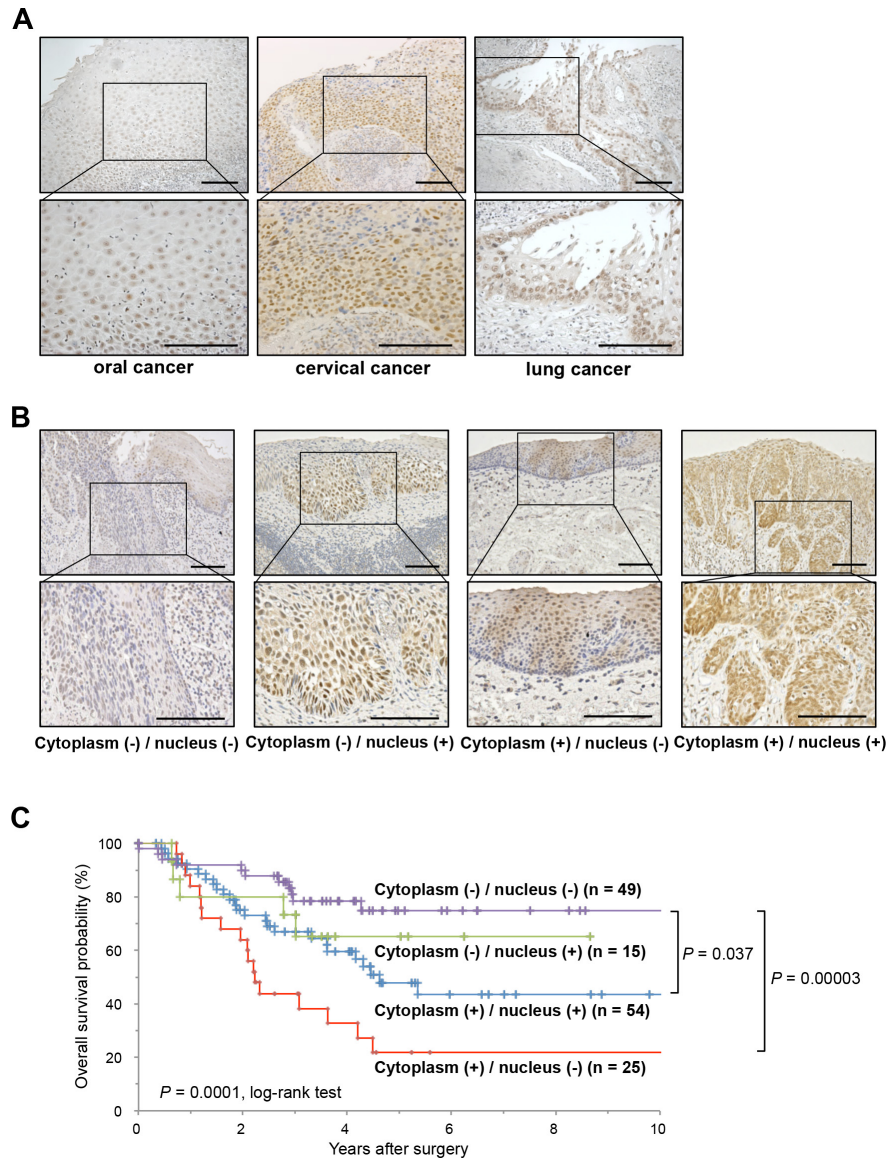 A
oral cancer
cervical cancer
lung cancer
B
Cytoplasm (-) / nucleus (-)
Cytoplasm (-) / nucleus (+)
Cytoplasm (+) / nucleus (-)
Cytoplasm (+) / nucleus (+)
C
Overall survival probability (%)
100
80
60
40
20
0
Cytoplasm (-) / nucleus (-) (n = 49)
Cytoplasm (-) / nucleus (+) (n = 15)
Cytoplasm (+) / nucleus (+) (n = 54)
Cytoplasm (+) / nucleus (-) (n = 25)
P = 0.037
P = 0.00003
P = 0.0001, log-rank test
0 2 4 6 8 10
Years after surgery